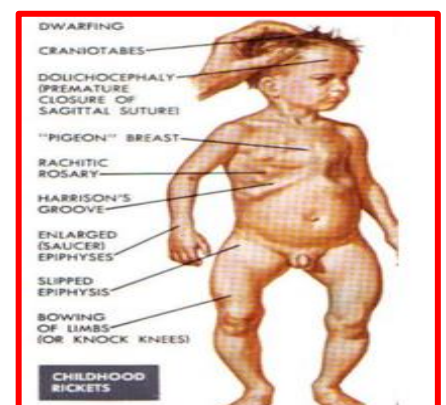 DWARFING
CRANIOTABES
DOLICHOCEPHALY
(PREMATURE
CLOSURE OF
SAGITTAL SUTURE)
"PIGEON" BREAST
RACHITIC
ROSARY
HARRISON'S
GROOVE
ENLARGED
(SAUCER)
EPIPHYSES
SLIPPED
EPIPHYSIS
BOWING
OF LIMBS
(OR KNOCK KNEES)
CHILDHOOD
RICKETS